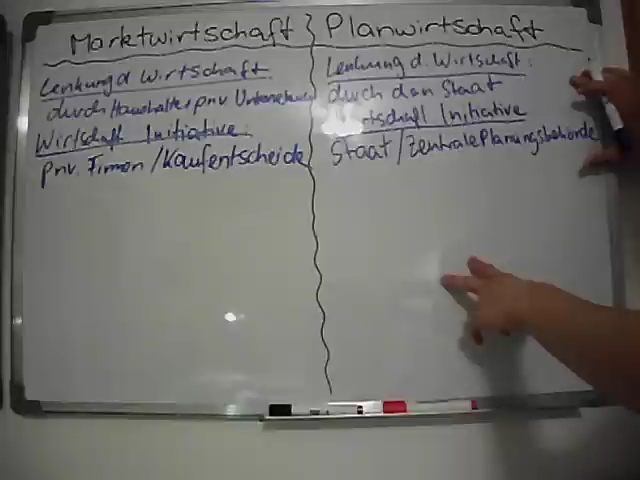 Marktwirtschaft
Lenkung d Wirtschaft:
durch Haushalte + priv Unternehmen
Wirtschaft Initiative:
priv. Firmen / Kaufentscheide
Planwirtschaft
Lenkung d. Wirtschaft:
durch den Staat
rtschaft Initiative
Staat / Zentrale Planungsbehörde